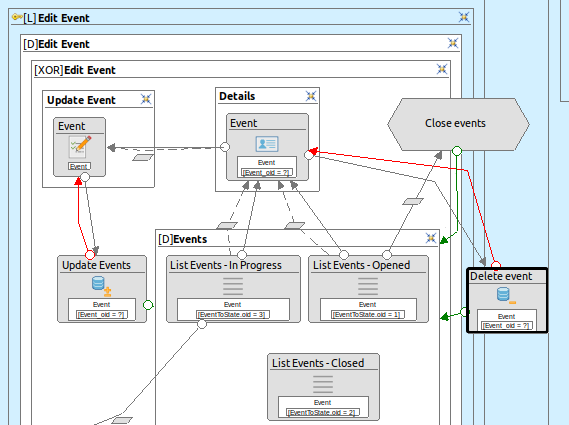 [L]Edit Event
[D]Edit Event
[XOR]Edit Event
Update Event
Details
Event
Event
Event
Event
[Event_oid = ?]
Close events
[D]Events
Update Events
Event
[Event_oid = ?]
List Events - In Progress
Event
[EventToState.oid = 3]
List Events - Opened
Event
[EventToState.oid = 1]
Delete event
Event
[Event_oid = ?]
List Events - Closed
Event
[EventToState.oid = 2]